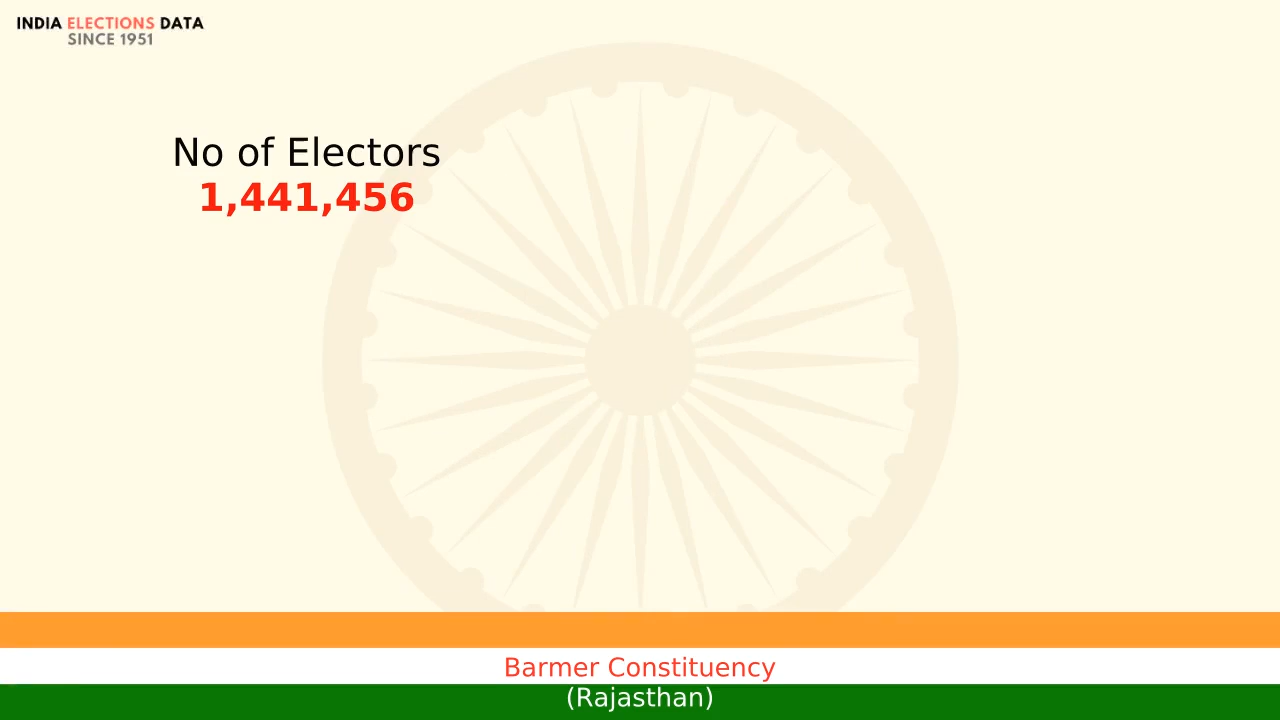 INDIA ELECTIONS DATA
SINCE 1951
No of Electors
1,441,456
Barmer Constituency
(Rajasthan)